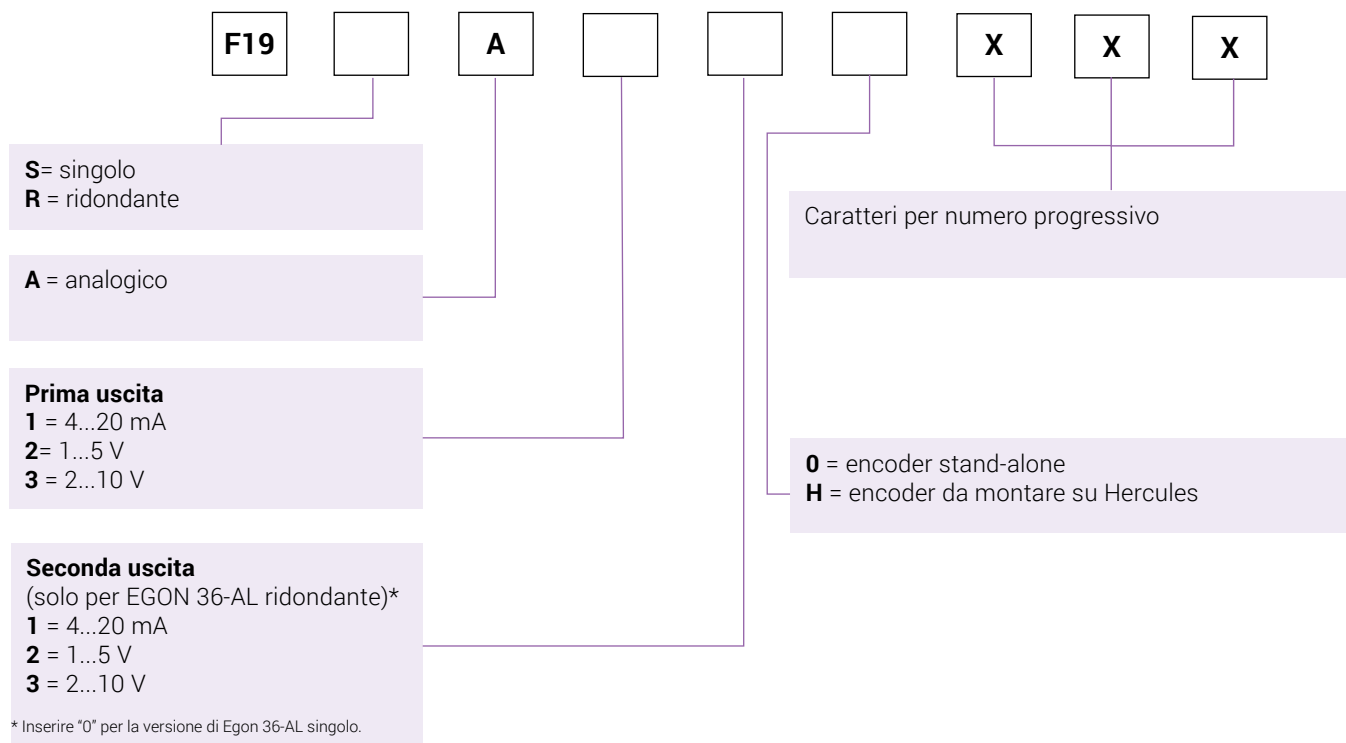 F19 A X X X
S= singolo
R = ridondante
A = analogico
Prima uscita
1 = 4...20 mA
2= 1...5 V
3 = 2...10 V
Seconda uscita
(solo per EGON 36-AL ridondante)*
1 = 4...20 mA
2 = 1...5 V
3 = 2...10 V
* Inserire “0” per la versione di Egon 36-AL singolo.
Caratteri per numero progressivo
0 = encoder stand-alone
H = encoder da montare su Hercules